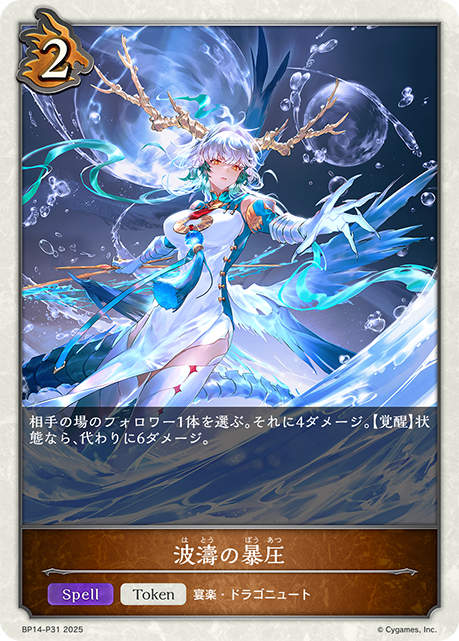 2
相手の場のフォロワー1体を選ぶ。それに4ダメージ。【覚醒】状
態なら、代わりに6ダメージ。
は とう ぼう あつ
波濤の暴圧
Spell Token 宴楽・ドラゴニュート
BP14-P31 2025 © Cygames, Inc.